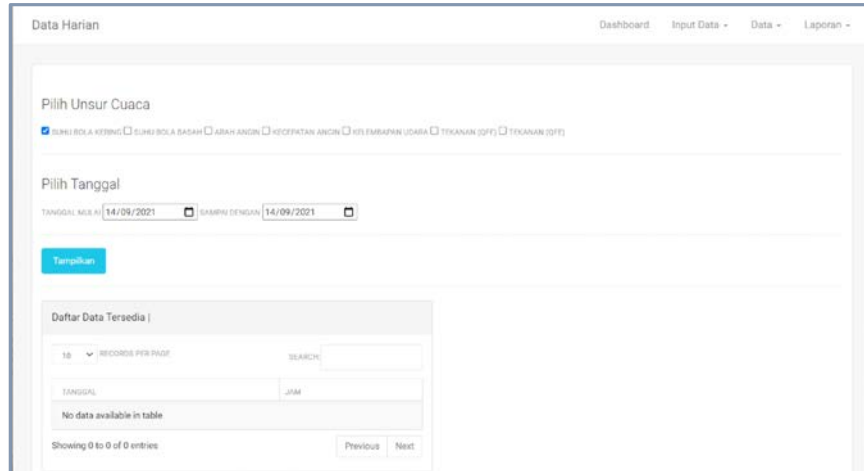 Data Harian Dashboard Input Data Data Laporan
Pilih Unsur Cuaca
SUHU BOLA KERING SUHU BOLA BASAH ARAH ANGIN KECEPATAN ANGIN KELEMBAPAN UDARA TEKANAN (QFF) TEKANAN (QFE)
Pilih Tanggal
TANGGAL MULAI 14/09/2021 SAMPAI DENGAN 14/09/2021
Tampilkan
Daftar Data Tersedia |
10 RECORDS PER PAGE SEARCH:
TANGGAL JAM
No data available in table
Showing 0 to 0 of 0 entries Previous Next